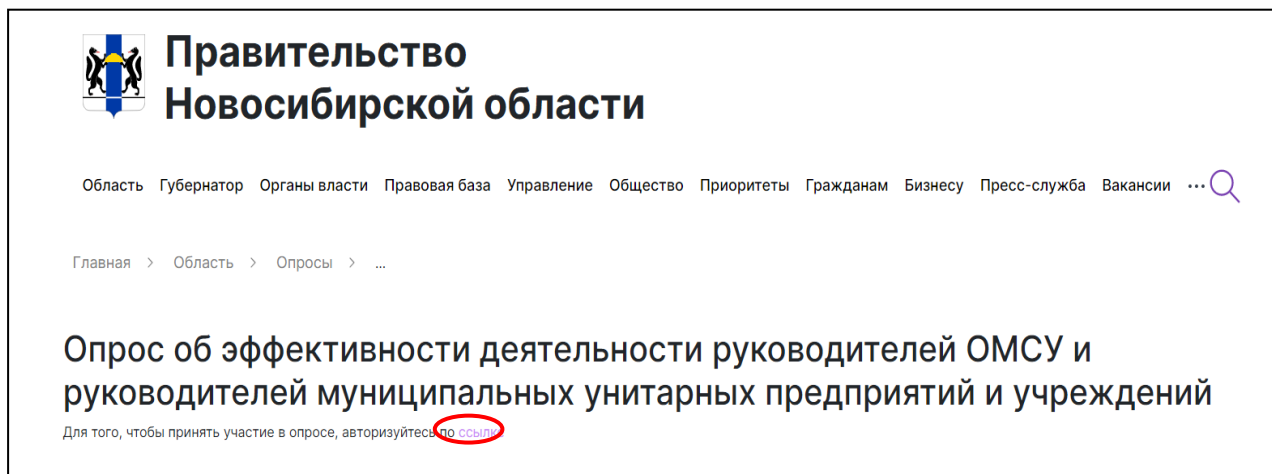 Правительство
Новосибирской области
Область Губернатор Органы власти Правовая база Управление Общество Приоритеты Гражданам Бизнесу Пресс-служба Вакансии ...
Главная > Область > Опросы > ...
Опрос об эффективности деятельности руководителей ОМСУ и
руководителей муниципальных унитарных предприятий и учреждений
Для того, чтобы принять участие в опросе, авторизуйтесь по ссылке